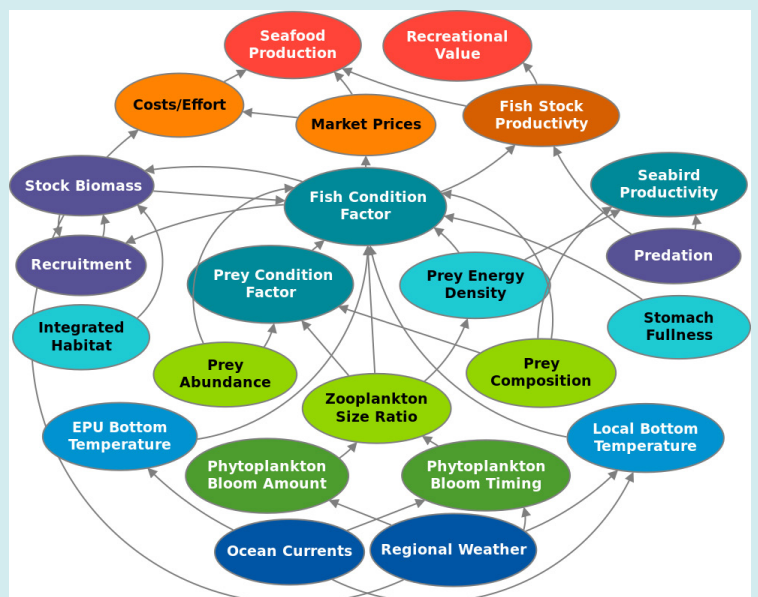 Seafood
Production
Recreational
Value
Costs/Effort
Market Prices
Fish Stock
Productivty
Stock Biomass
Fish Condition
Factor
Seabird
Productivity
Recruitment
Prey Condition
Factor
Prey Energy
Density
Predation
Integrated
Habitat
Stomach
Fullness
Prey
Abundance
Zooplankton
Size Ratio
Prey
Composition
EPU Bottom
Temperature
Local Bottom
Temperature
Phytoplankton
Bloom Amount
Phytoplankton
Bloom Timing
Ocean Currents
Regional Weather